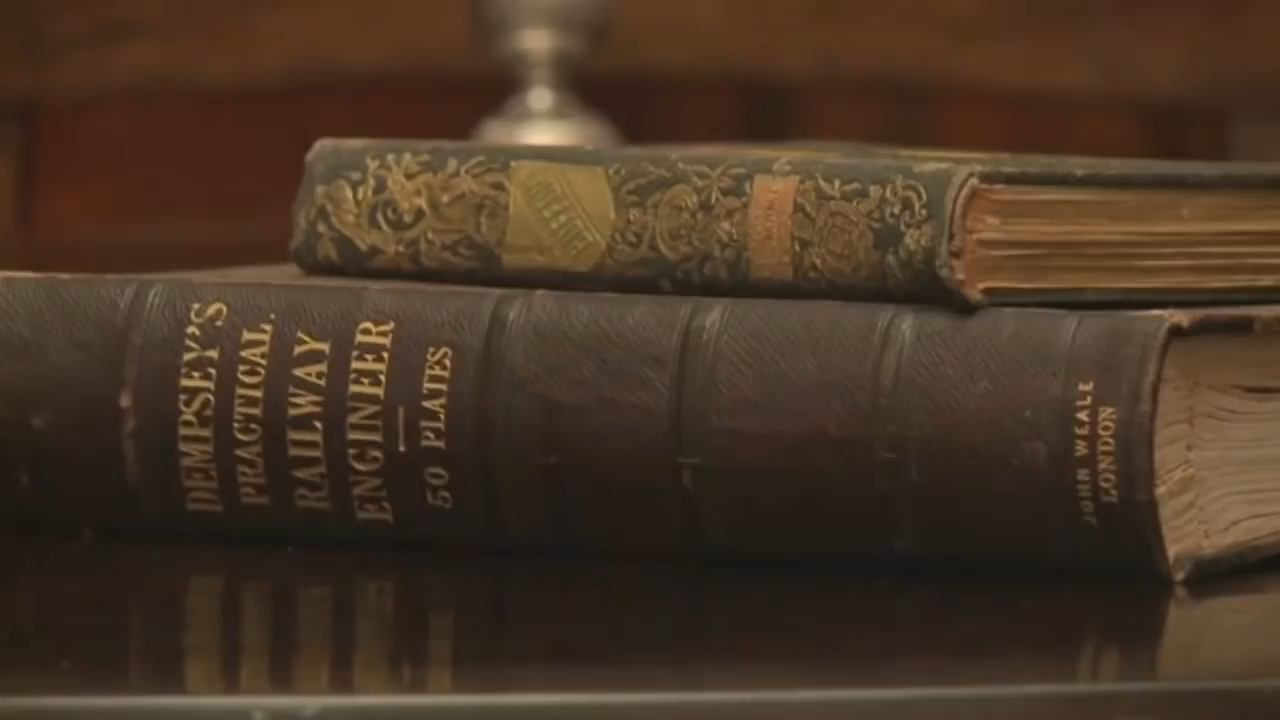 DEMPSEY'S
PRACTICAL.
RAILWAY
ENGINEER
50 PLATES
JOHN WEALE
LONDON